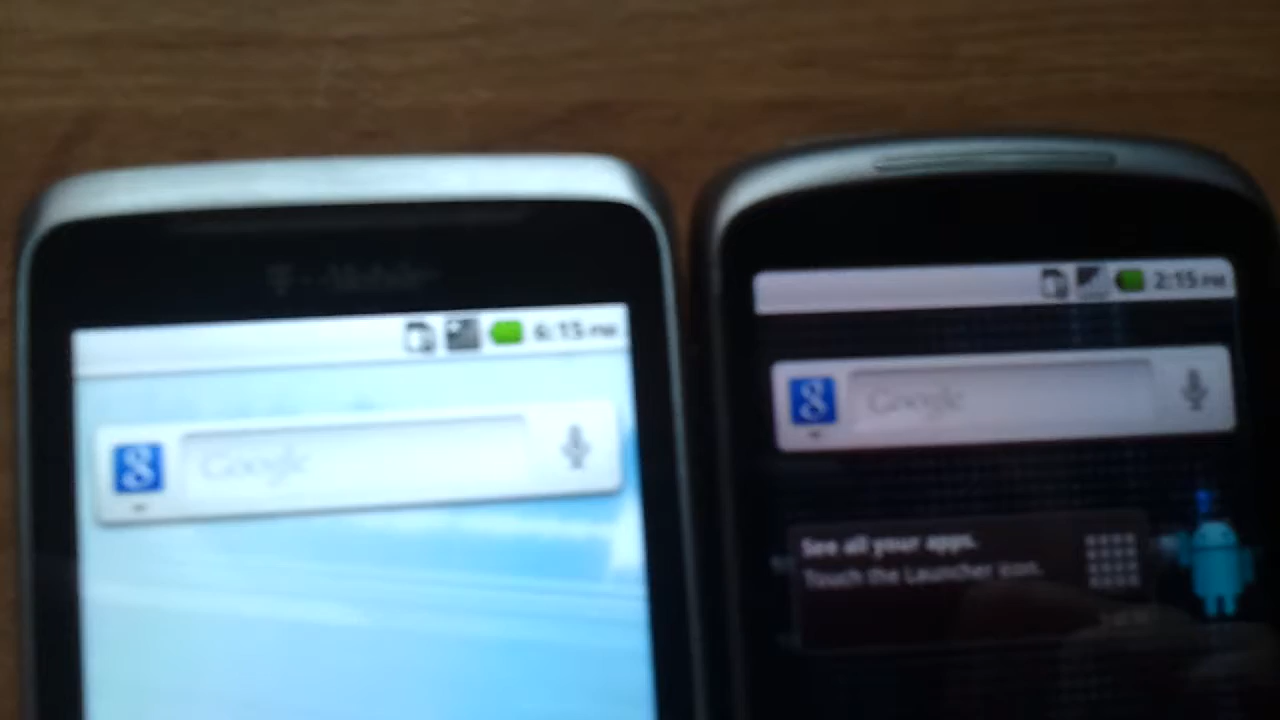 T-Mobile
6:15 PM
Google
2:15 PM
Google
See all your apps.
Touch the Launcher icon.